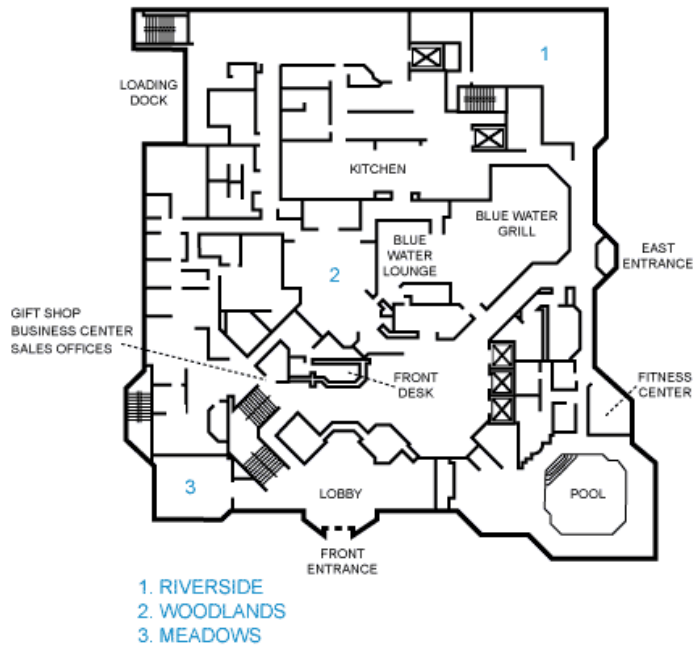 1
LOADING
DOCK
KITCHEN
BLUE WATER
GRILL
BLUE
WATER
LOUNGE
EAST
ENTRANCE
2
GIFT SHOP
BUSINESS CENTER
SALES OFFICES
FRONT
DESK
FITNESS
CENTER
3
LOBBY
POOL
FRONT
ENTRANCE
1. RIVERSIDE
2. WOODLANDS
3. MEADOWS